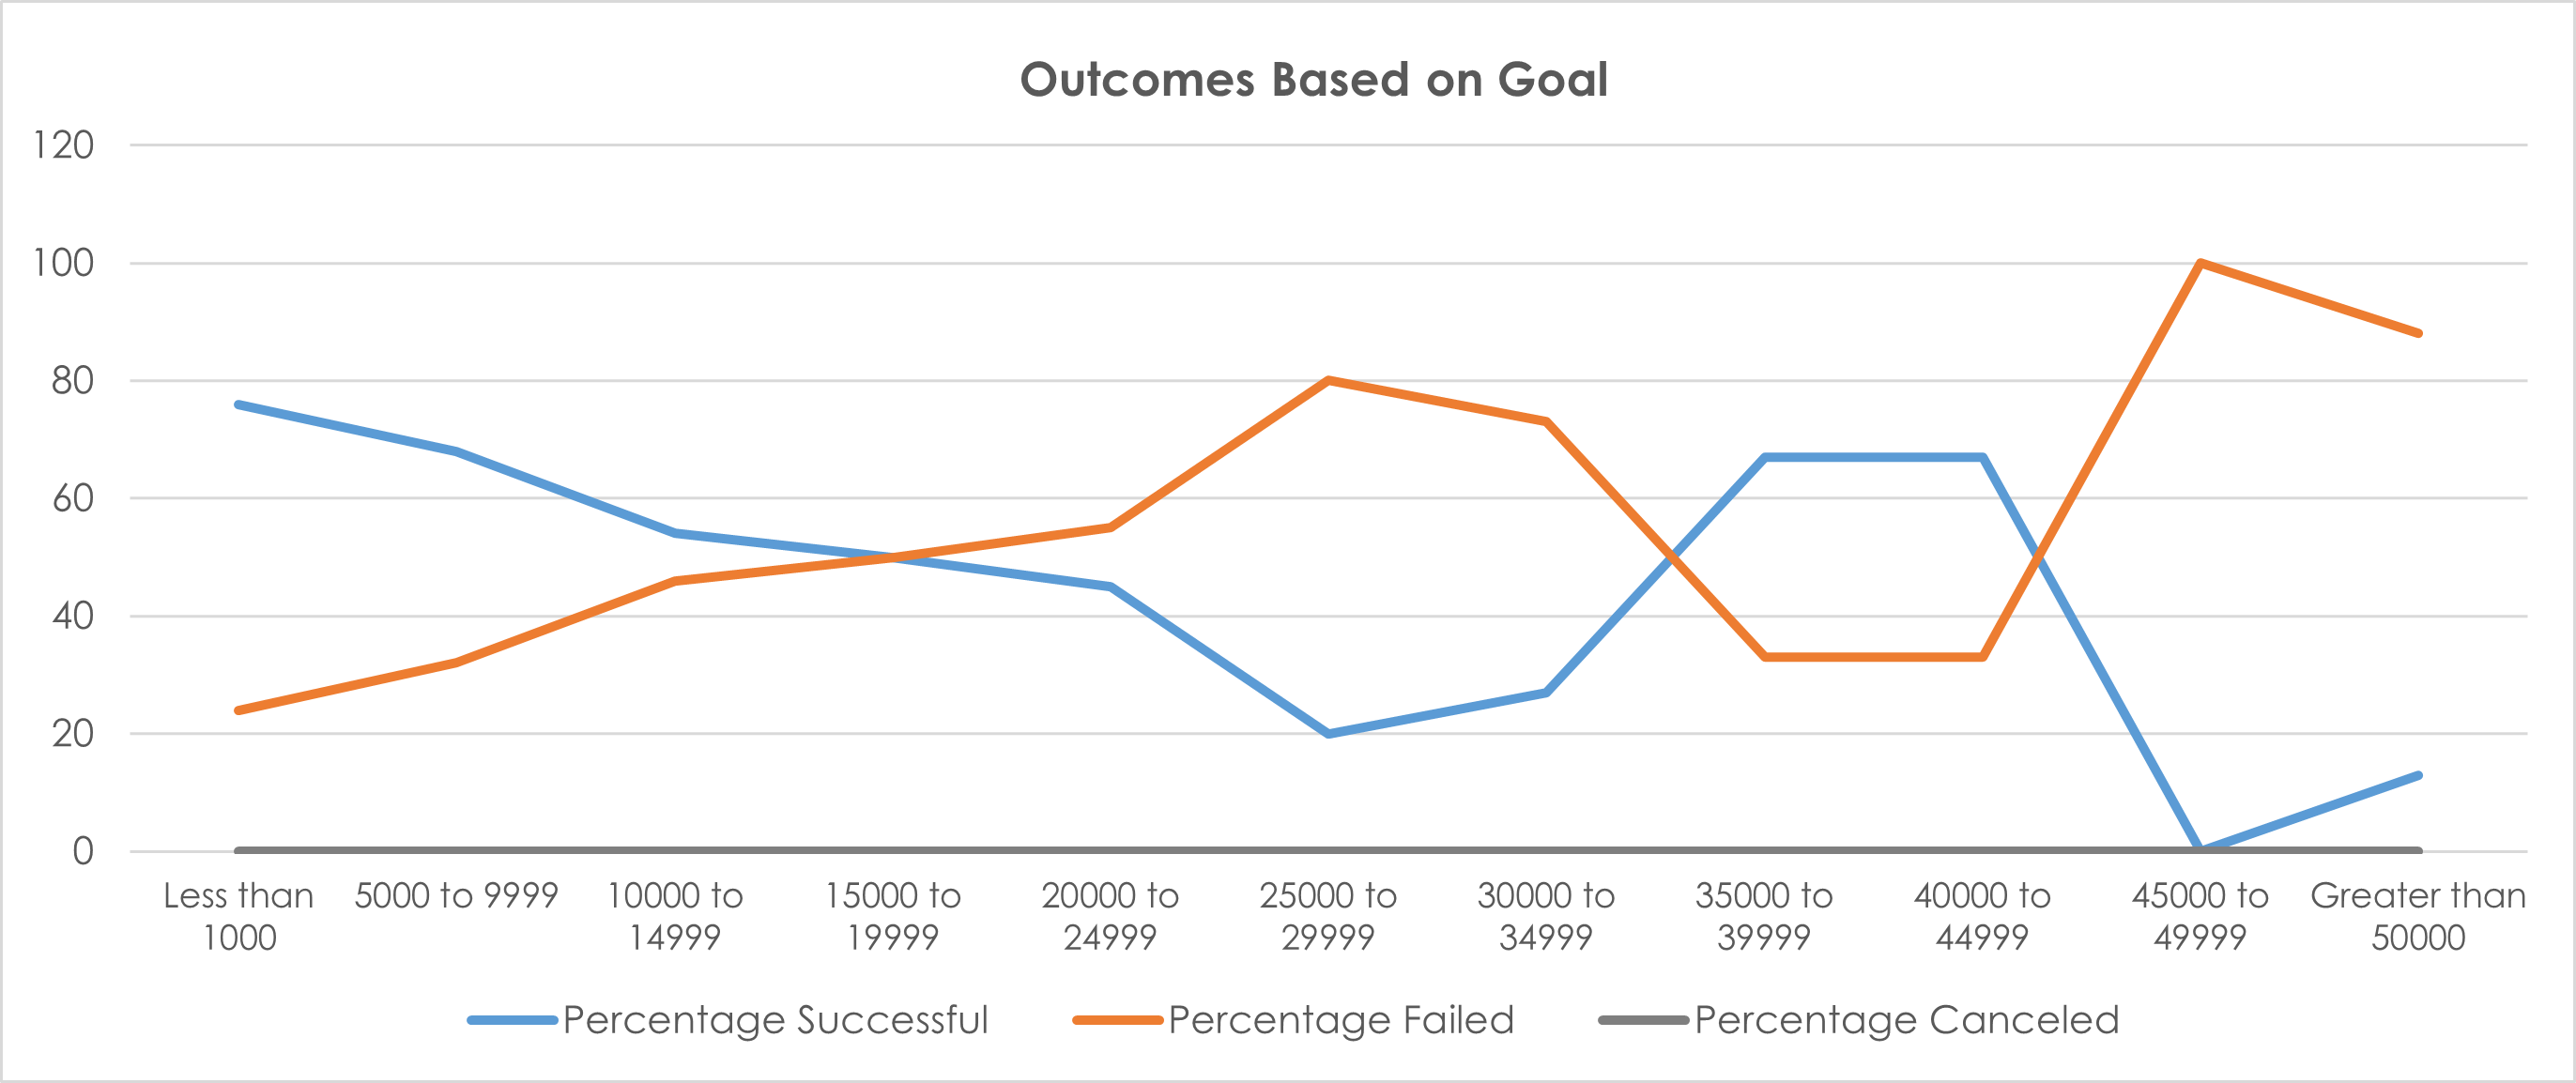 Outcomes Based on Goal
120
100
80
60
40
20
0
Less than
1000
5000 to 9999
10000 to
14999
15000 to
19999
20000 to
24999
25000 to
29999
30000 to
34999
35000 to
39999
40000 to
44999
45000 to
49999
Greater than
50000
Percentage Successful
Percentage Failed
Percentage Canceled